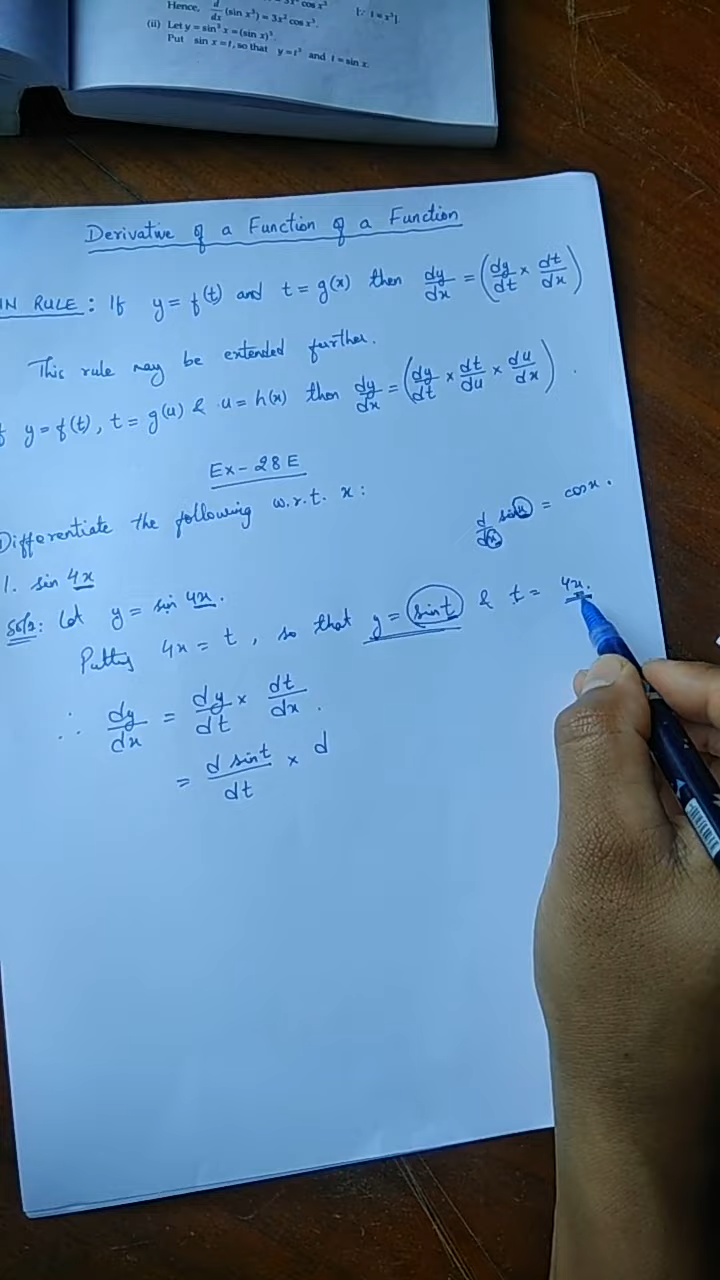 Hence, d/dx (sin x³) = 3x² cos x³. [∵ t = x³].
(ii) Let y = sin³ x = (sin x)³.
Put sin x = t, so that y = t³ and t = sin x.
Derivative of a Function of a Function
IN RULE : If y = f(t) and t = g(x) then dy/dx = (dy/dt × dt/dx)
This rule may be extended further.
f y = f(t), t = g(u) & u = h(x) then dy/dx = (dy/dt × dt/du × du/dx).
Ex - 28 E
Differentiate the following w.r.t. x :
d/dx sin x = cos x.
1. sin 4x
Soln: Let y = sin 4x.
Putting 4x = t, so that y = sin t & t = 4x.
∴ dy/dx = dy/dt × dt/dx.
= d sin t/dt × d